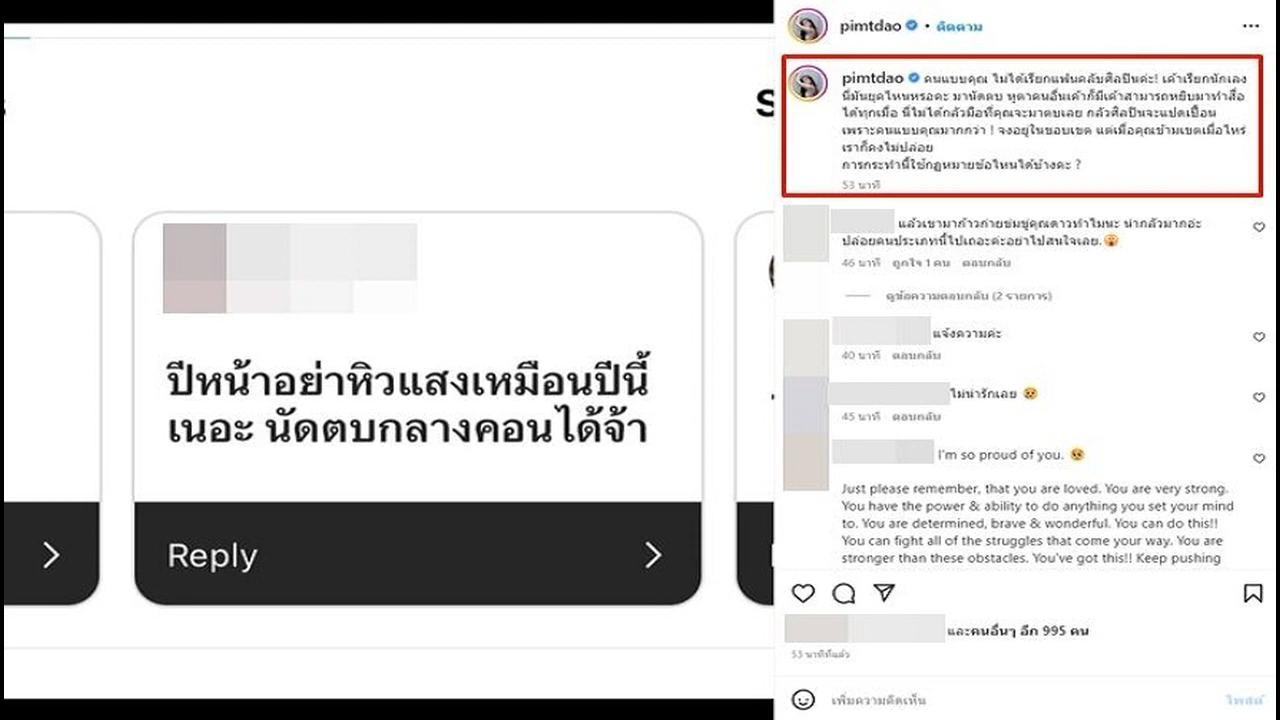 s
S
ปีหน้าอย่าหิวแสงเหมือนปีนี้
เนอะ นัดตบกลางคอนได้จ้า
Reply
pimtdao • ติดตาม
pimtdao คนแบบคุณ ไม่ได้เรียกแฟนคลับศิลปินค่ะ! เค้าเรียกนักเลง
นี่มันยุคไหนหรอคะ มานัดตบ หูตาคนอื่นเค้าก็มีเค้าสามารถหยิบมาทำสื่อ
ได้ทุกเมื่อ นี่ไม่ได้กลัวมือที่คุณจะมาตบเลย กลัวศิลปินจะแปดเปื้อน
เพราะคนแบบคุณมากกว่า ! จงอยู่ในขอบเขต แต่เมื่อคุณข้ามเขตเมื่อไหร่
เราก็คงไม่ปล่อย
การกระทำนี้ใช้กฎหมายข้อไหนได้บ้างคะ ?
53 นาที
แล้วเขามาก้าวก่ายข่มขู่คุณดาวทำไมนะ น่ากลัวมากอ่ะ
ปล่อยคนประเภทนี้ไปเถอะค่ะอย่าไปสนใจเลย.
46 นาที ถูกใจ 1 คน ตอบกลับ
ดูข้อความตอบกลับ (2 รายการ)
แจ้งความค่ะ
40 นาที ตอบกลับ
ไม่น่ารักเลย
45 นาที ตอบกลับ
I'm so proud of you.
Just please remember, that you are loved. You are very strong.
You have the power & ability to do anything you set your mind
to. You are determined, brave & wonderful. You can do this!!
You can fight all of the struggles that come your way. You are
stronger than these obstacles. You've got this!! Keep pushing
และคนอื่นๆ อีก 995 คน
53 นาทีที่แล้ว
เพิ่มความคิดเห็น
โพสต์